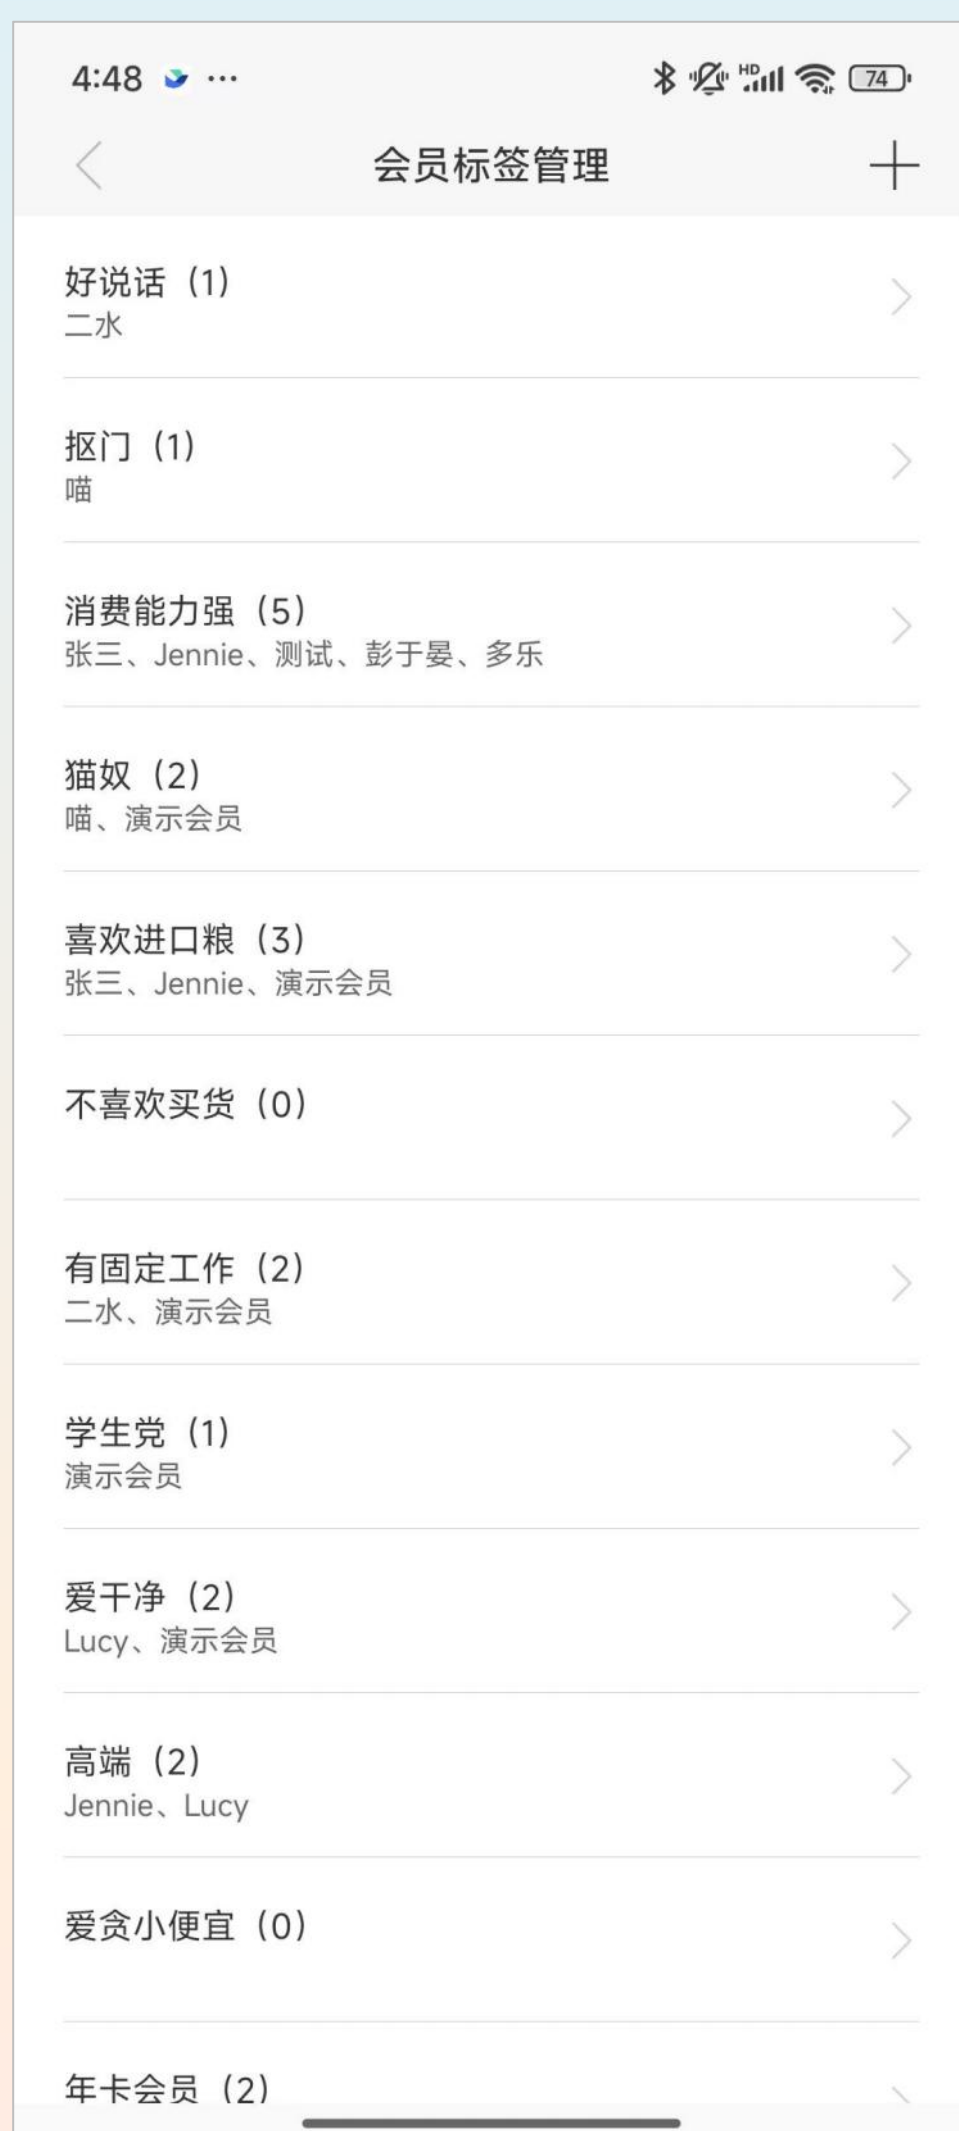 4:48 ... HD 74
会员标签管理
好说话（1）
二水
抠门（1）
喵
消费能力强（5）
张三、Jennie、测试、彭于晏、多乐
猫奴（2）
喵、演示会员
喜欢进口粮（3）
张三、Jennie、演示会员
不喜欢买货（0）
有固定工作（2）
二水、演示会员
学生党（1）
演示会员
爱干净（2）
Lucy、演示会员
高端（2）
Jennie、Lucy
爱贪小便宜（0）
年卡会员（2）